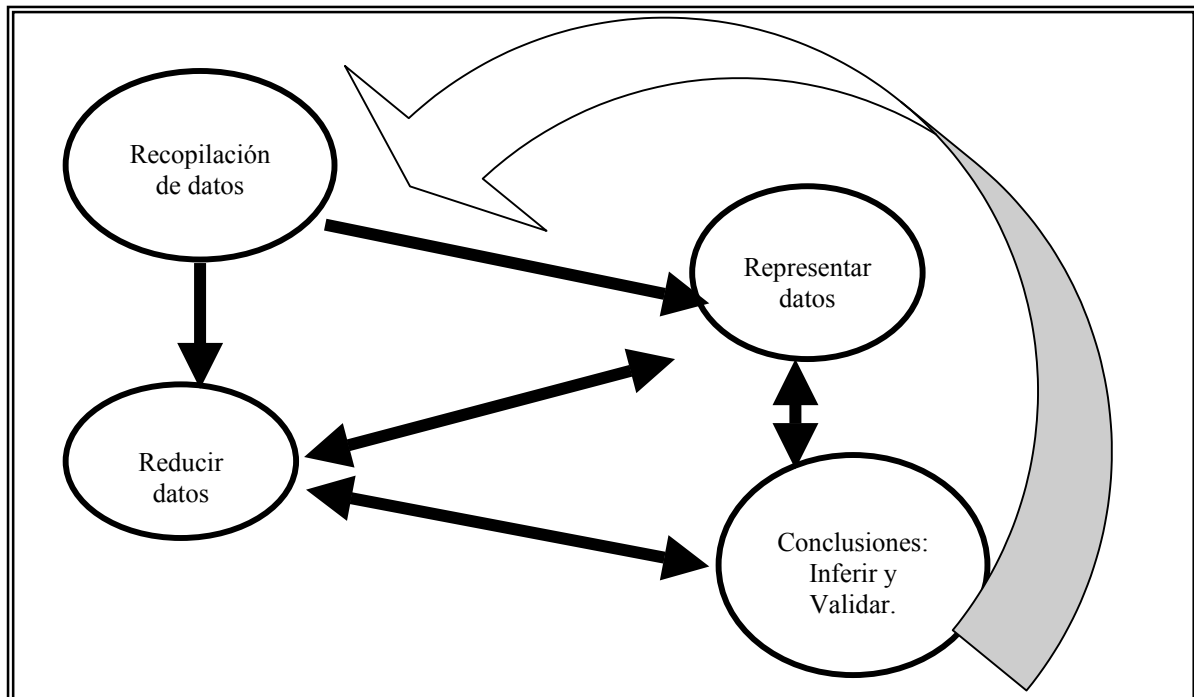 Recopilación
de datos
Representar
datos
Reducir
datos
Conclusiones:
Inferir y
Validar.